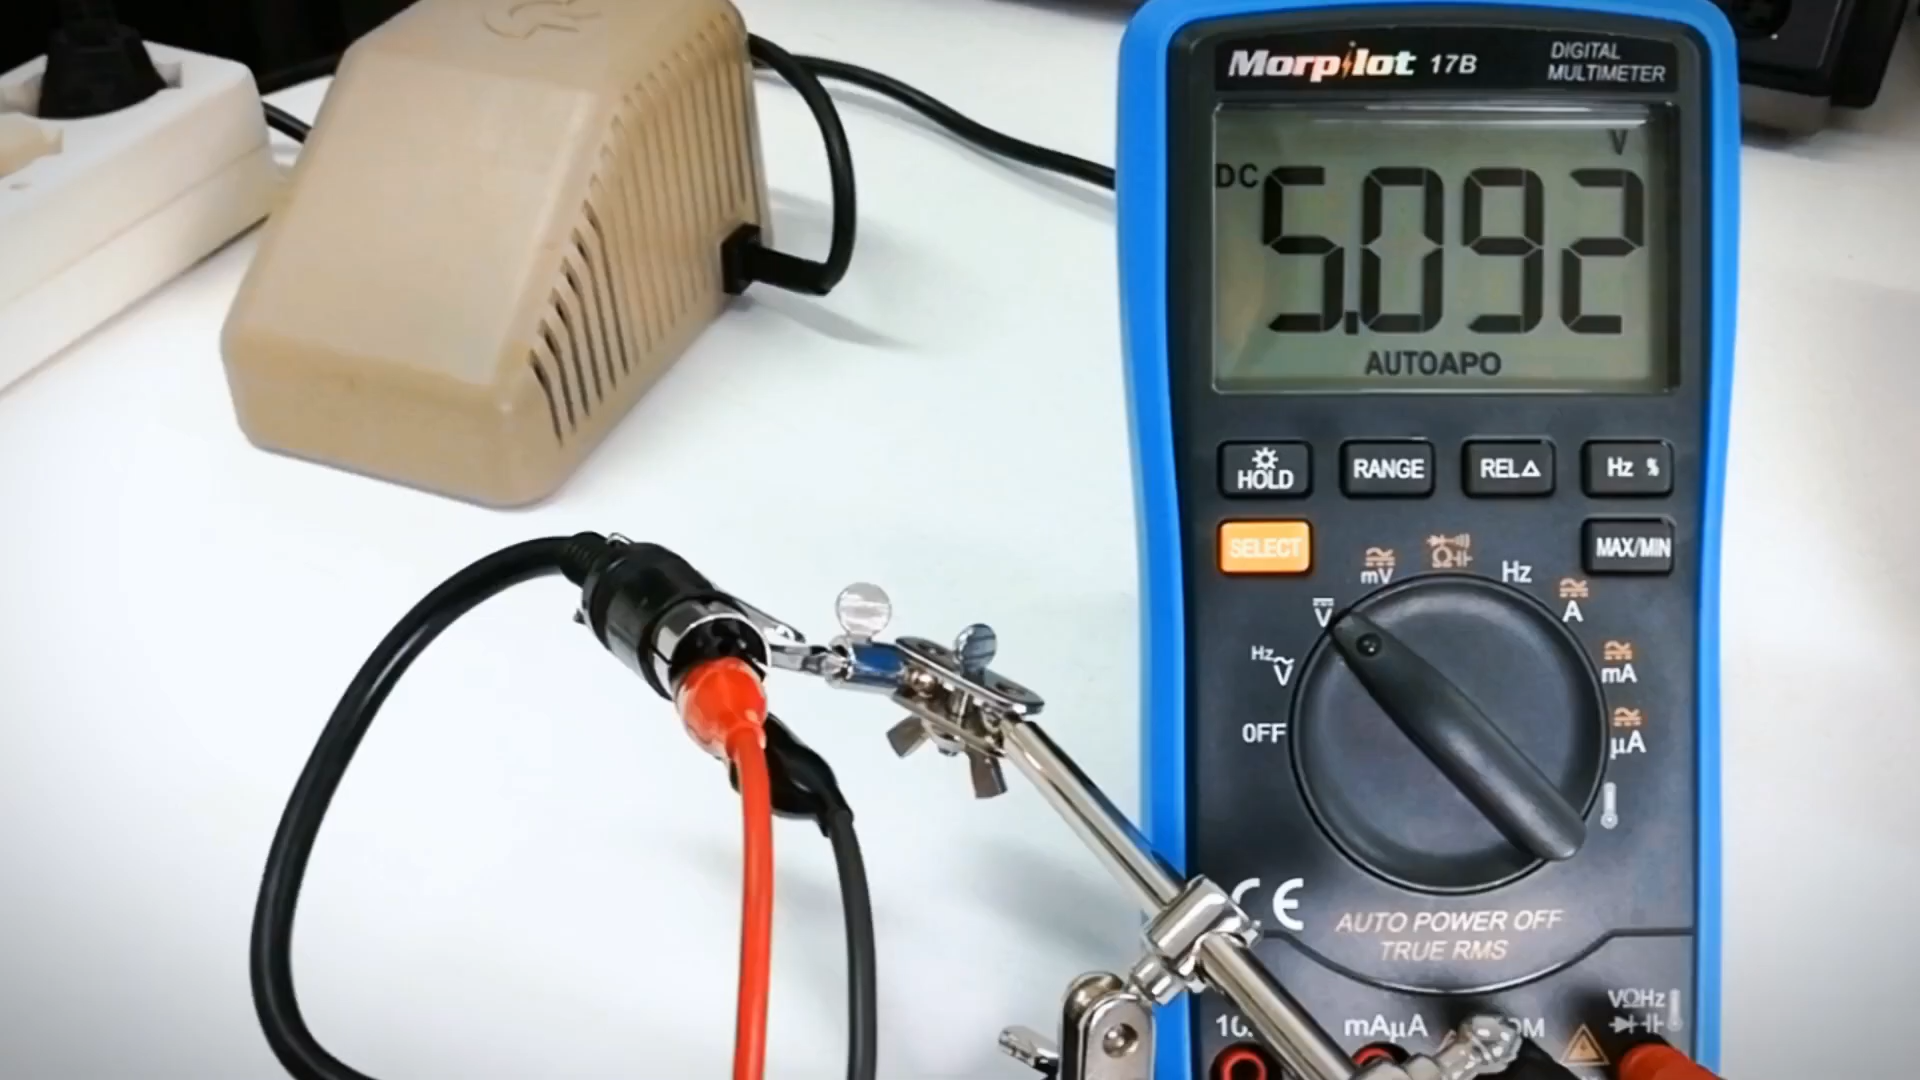 Morpilot 17B
DIGITAL
MULTIMETER
V
DC 5.092
AUTOAPO
HOLD
RANGE
REL△
Hz %
SELECT
MAX/MIN
mV
Ω
Hz
A
V
Hz
V
mA
OFF
μA
CE
AUTO POWER OFF
TRUE RMS
VΩHz
mAμA